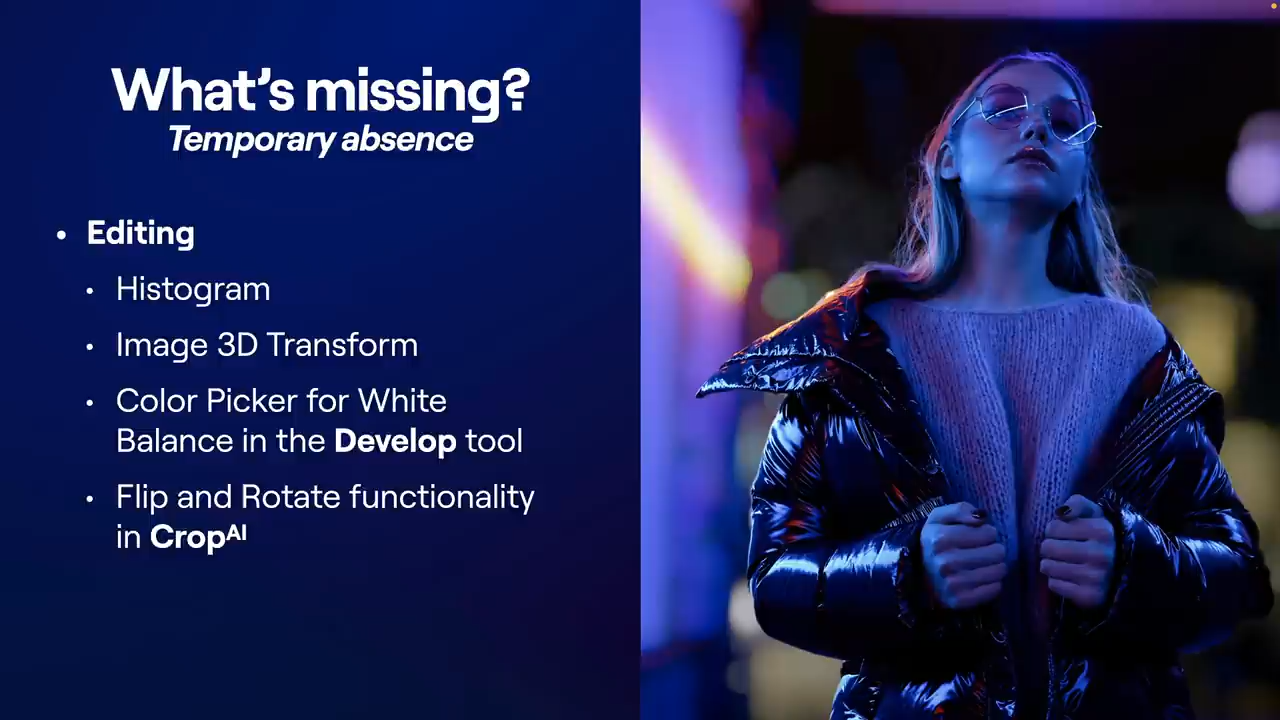 What's missing?
Temporary absence
• Editing
• Histogram
• Image 3D Transform
• Color Picker for White
Balance in the Develop tool
• Flip and Rotate functionality
in CropAI